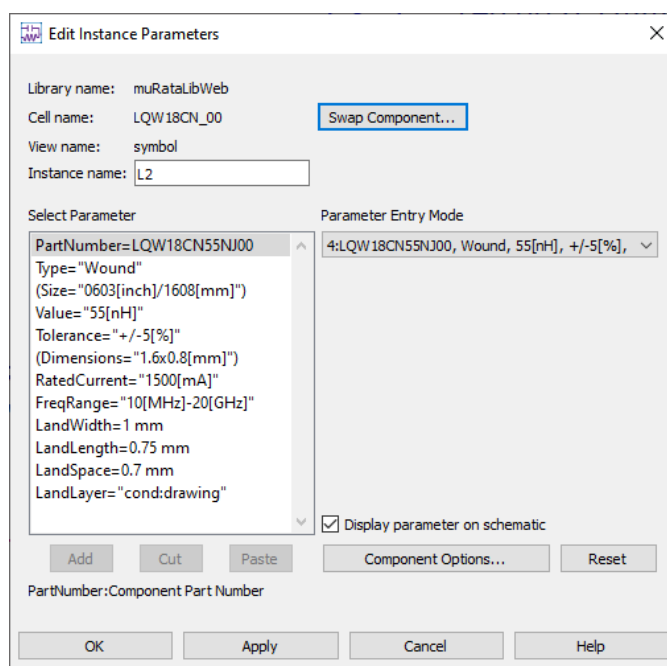 Edit Instance Parameters
Library name: muRataLibWeb
Cell name: LQW18CN_00 Swap Component...
View name: symbol
Instance name: L2
Select Parameter Parameter Entry Mode
PartNumber=LQW18CN55NJ00 4:LQW18CN55NJ00, Wound, 55[nH], +/-5[%],
Type="Wound"
(Size="0603[inch]/1608[mm]")
Value="55[nH]"
Tolerance="+/-5[%]"
(Dimensions="1.6x0.8[mm]")
RatedCurrent="1500[mA]"
FreqRange="10[MHz]-20[GHz]"
LandWidth=1 mm
LandLength=0.75 mm
LandSpace=0.7 mm
LandLayer="cond:drawing"
Display parameter on schematic
Add Cut Paste Component Options... Reset
PartNumber:Component Part Number
OK Apply Cancel Help